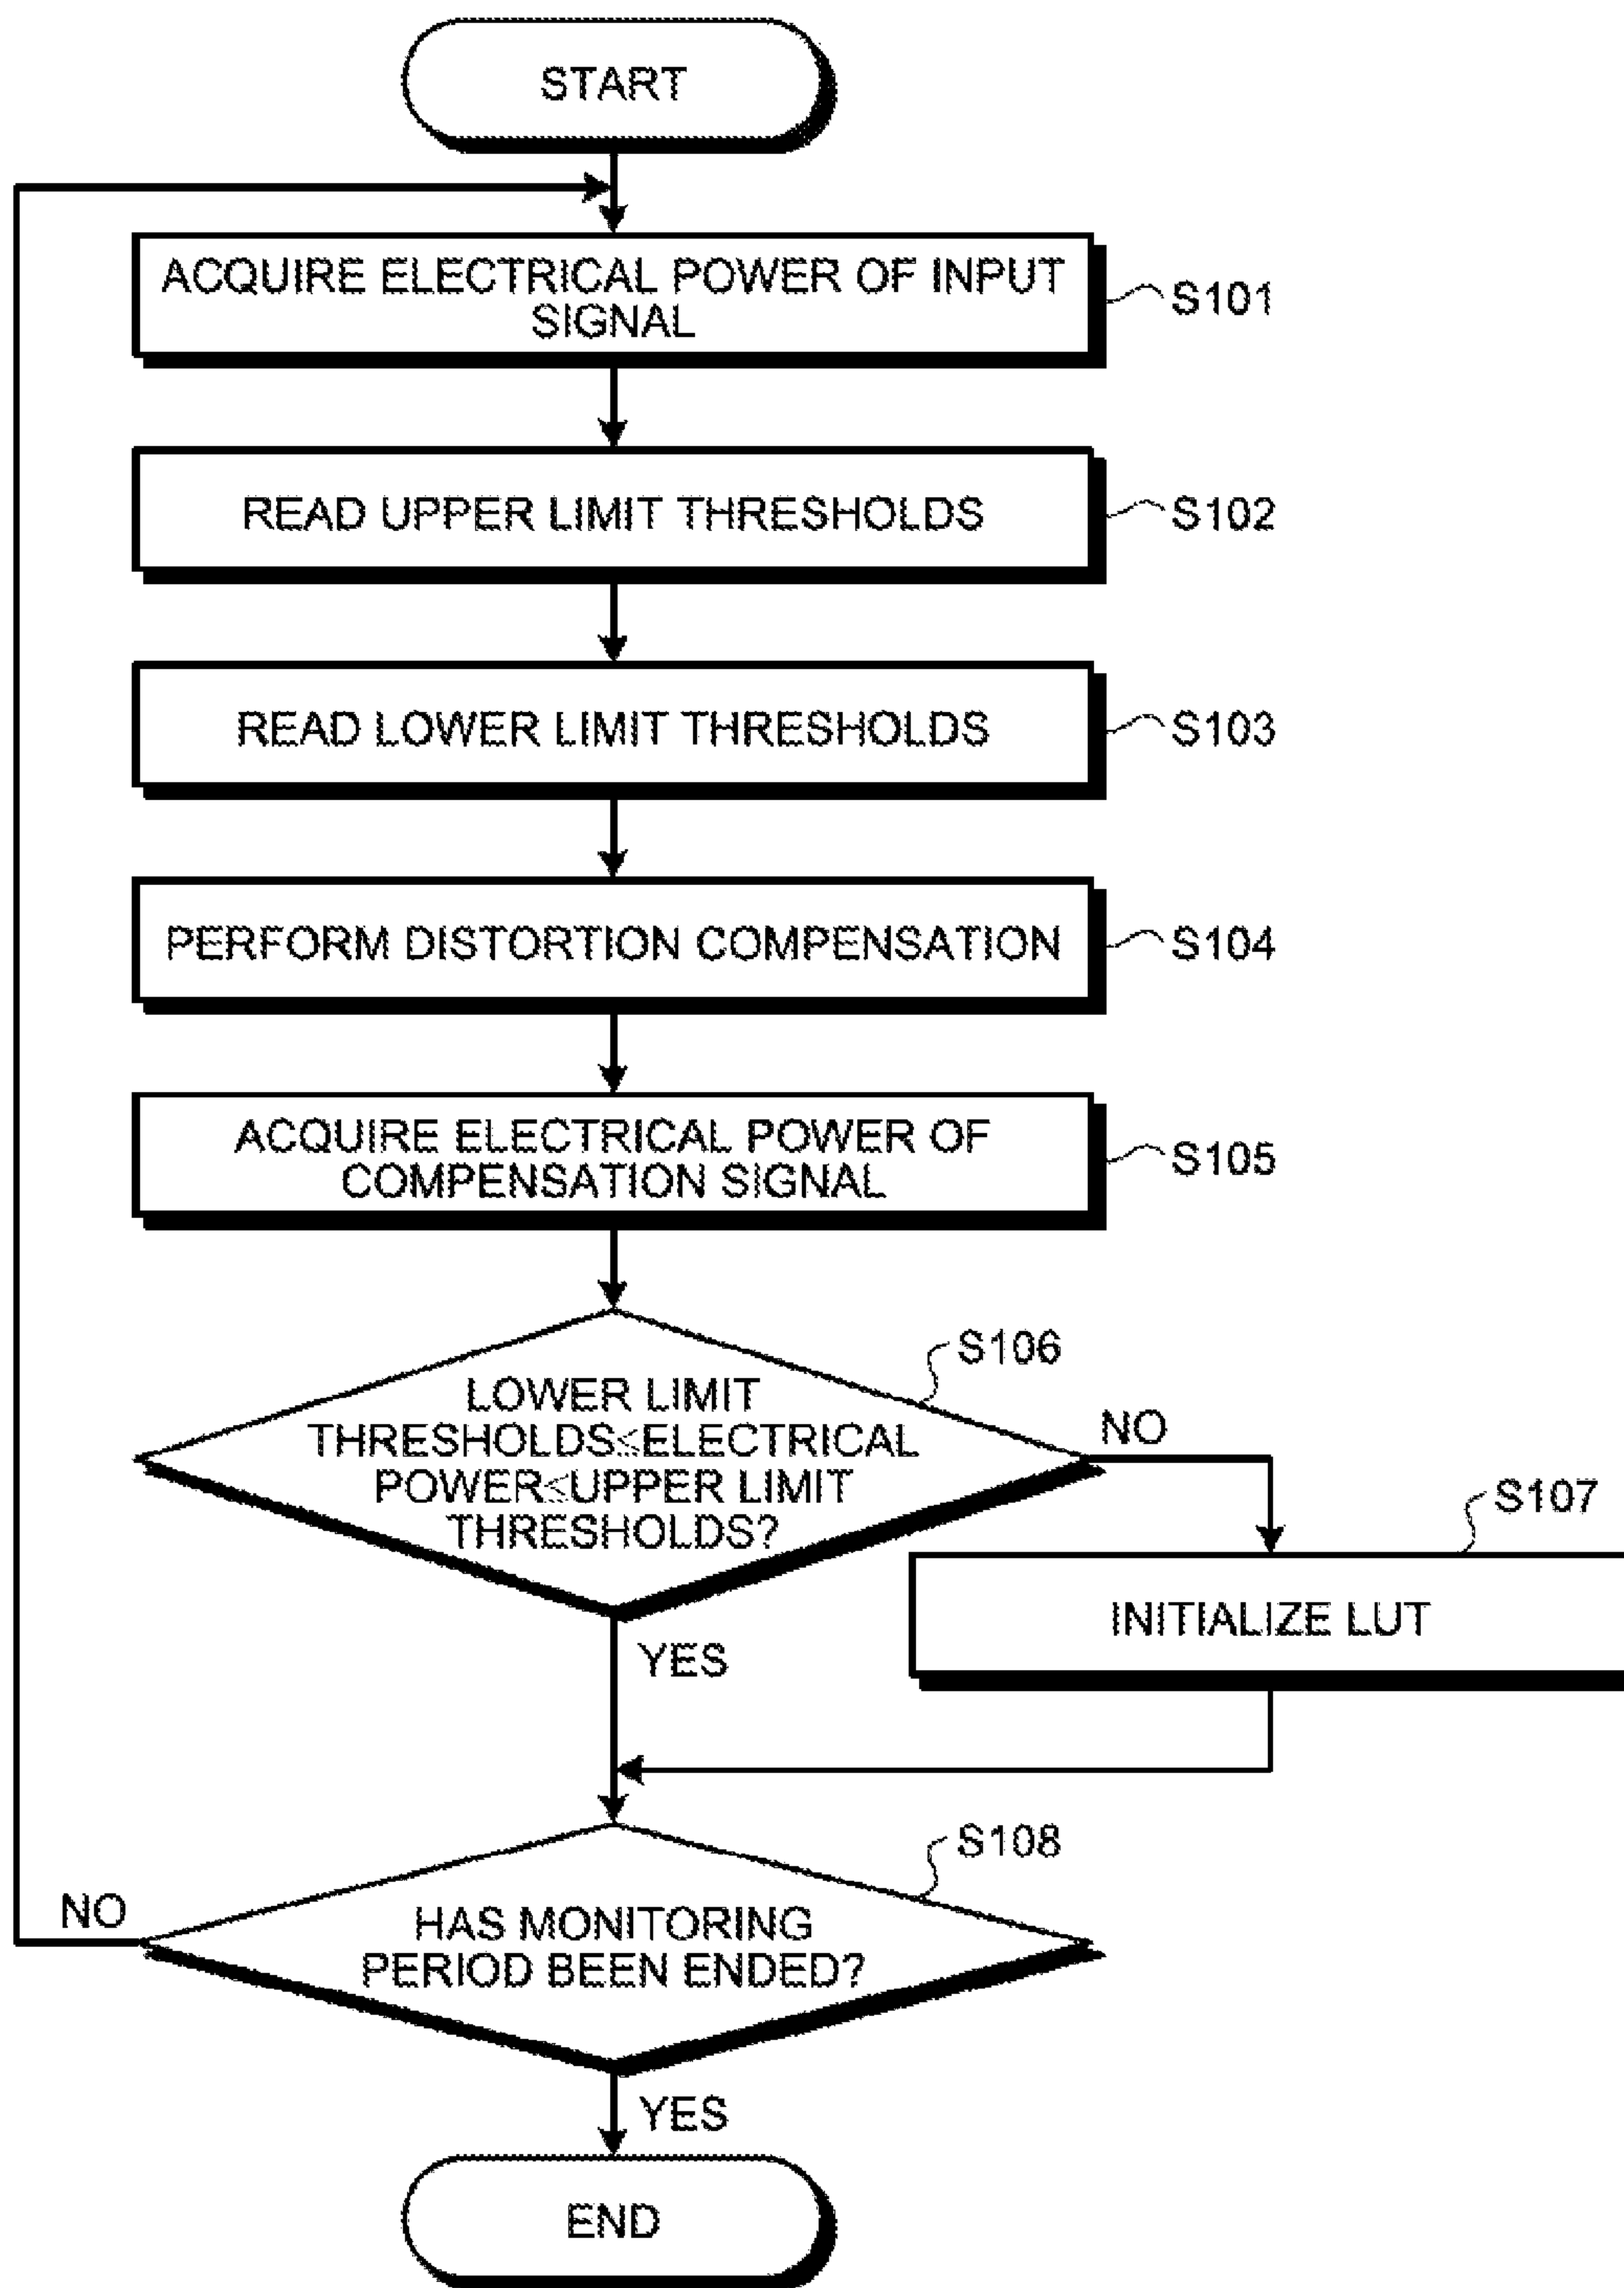 START
ACQUIRE ELECTRICAL POWER OF INPUT
SIGNAL
S101
READ UPPER LIMIT THRESHOLDS
S102
READ LOWER LIMIT THRESHOLDS
S103
PERFORM DISTORTION COMPENSATION
S104
ACQUIRE ELECTRICAL POWER OF
COMPENSATION SIGNAL
S105
S106
LOWER LIMIT
THRESHOLDS≤ELECTRICAL
POWER≤UPPER LIMIT
THRESHOLDS?
NO
S107
INITIALIZE LUT
YES
S108
NO
HAS MONITORING
PERIOD BEEN ENDED?
YES
END